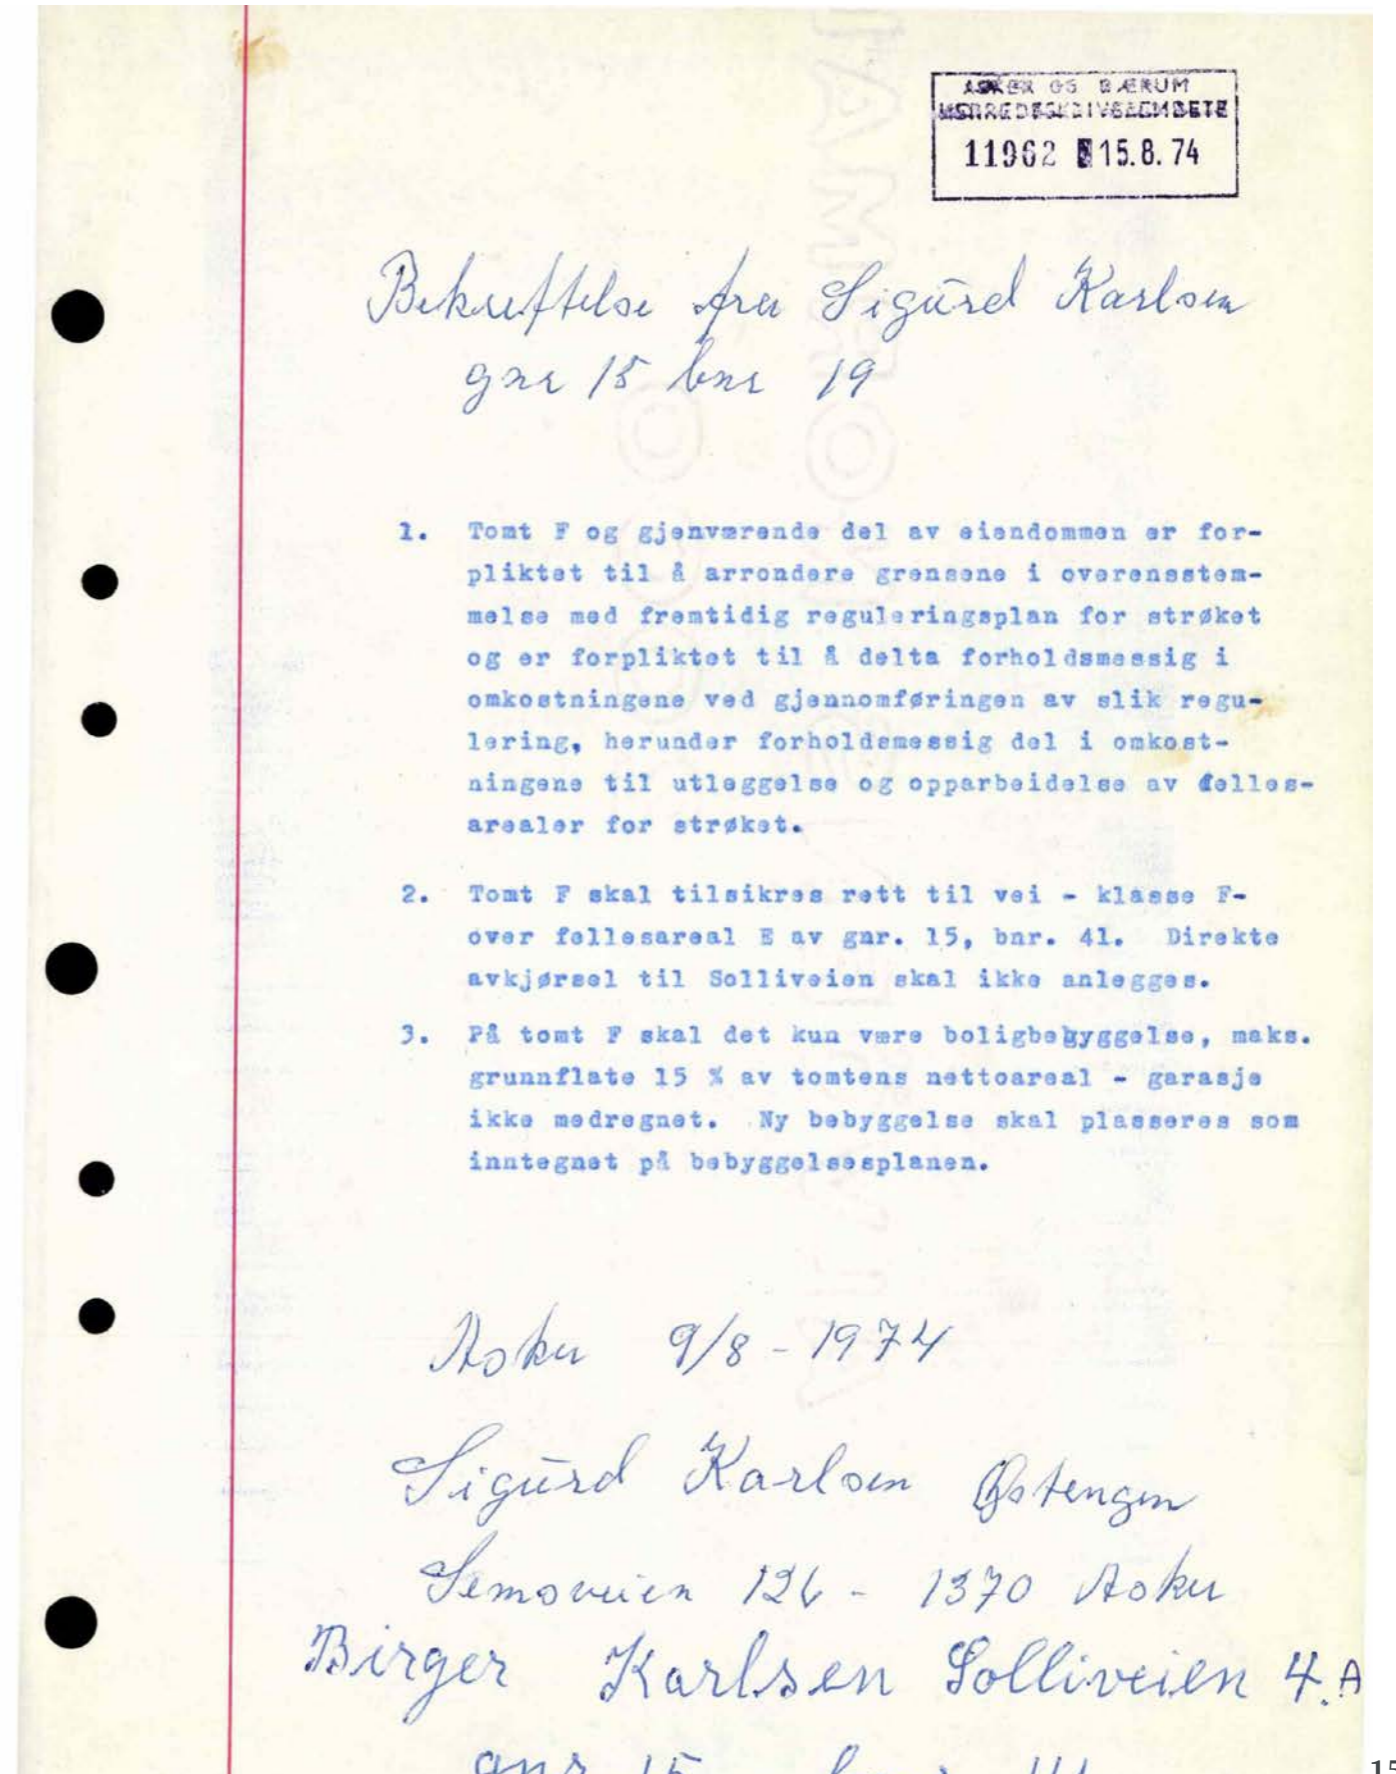 ASKER OG BÆRUM
HERREDSSKRIVEREMBETE
11962 15.8.74
Bekreftelse fra Sigurd Karlsen
gnr 15 bnr 19
1. Tomt F og gjenværende del av eiendommen er for-
pliktet til å arrondere grensene i overensstem-
melse med fremtidig reguleringsplan for strøket
og er forpliktet til å delta forholdsmessig i
omkostningene ved gjennomføringen av slik regu-
lering, herunder forholdsmessig del i omkost-
ningene til utleggelse og opparbeidelse av felles-
arealer for strøket.
2. Tomt F skal tilsikres rett til vei - klasse F-
over fellesareal E av gnr. 15, bnr. 41. Direkte
avkjørsel til Solliveien skal ikke anlegges.
3. På tomt F skal det kun være boligbebyggelse, maks.
grunnflate 15 % av tomtens nettoareal - garasje
ikke medregnet. Ny bebyggelse skal plasseres som
inntegnet på bebyggelsesplanen.
Asker 9/8-1974
Sigurd Karlsen Østengen
Semsveien 126 - 1370 Asker
Birger Karlsen Solliveien 4.A
gnr 15
15